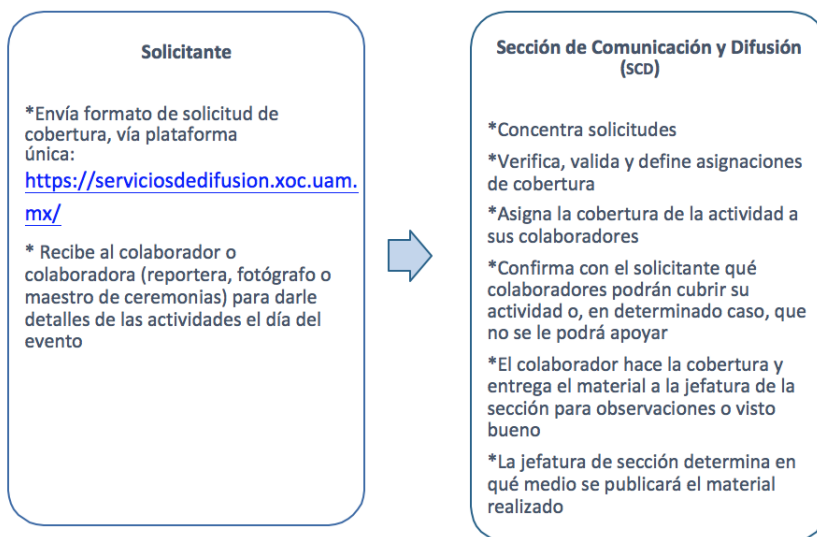 Solicitante
*Envía formato de solicitud de
cobertura, vía plataforma
única:
https://serviciosdedifusion.xoc.uam.
mx/
* Recibe al colaborador o
colaboradora (reportera, fotógrafo o
maestro de ceremonias) para darle
detalles de las actividades el día del
evento
Sección de Comunicación y Difusión
(SCD)
*Concentra solicitudes
*Verifica, valida y define asignaciones
de cobertura
*Asigna la cobertura de la actividad a
sus colaboradores
*Confirma con el solicitante qué
colaboradores podrán cubrir su
actividad o, en determinado caso, que
no se le podrá apoyar
*El colaborador hace la cobertura y
entrega el material a la jefatura de la
sección para observaciones o visto
bueno
*La jefatura de sección determina en
qué medio se publicará el material
realizado